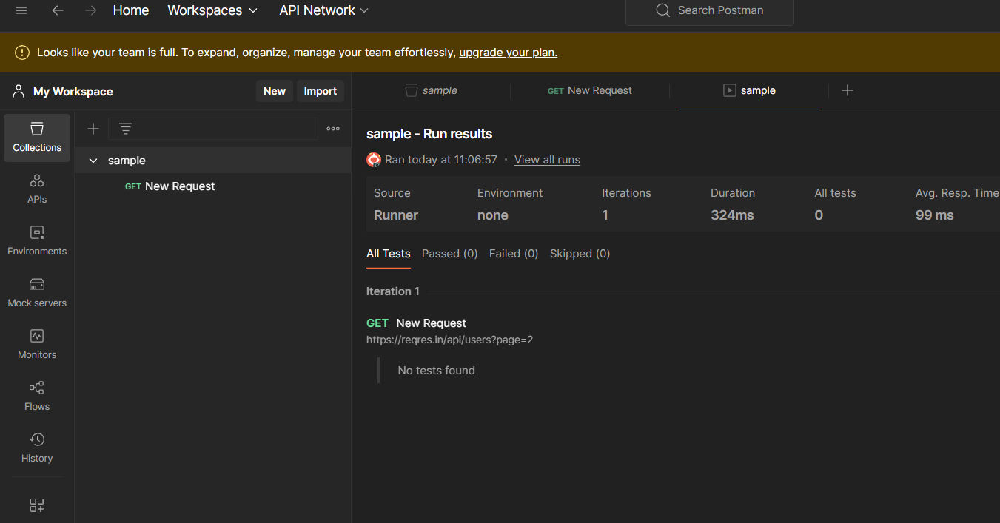 Home Workspaces API Network Search Postman
Looks like your team is full. To expand, organize, manage your team effortlessly, upgrade your plan.
My Workspace New Import
sample GET New Request sample
Collections
APIs
Environments
Mock servers
Monitors
Flows
History
sample
GET New Request
sample - Run results
Ran today at 11:06:57 · View all runs
Source Environment Iterations Duration All tests Avg. Resp. Time
Runner none 1 324ms 0 99 ms
All Tests Passed (0) Failed (0) Skipped (0)
Iteration 1
GET New Request
https://reqres.in/api/users?page=2
No tests found